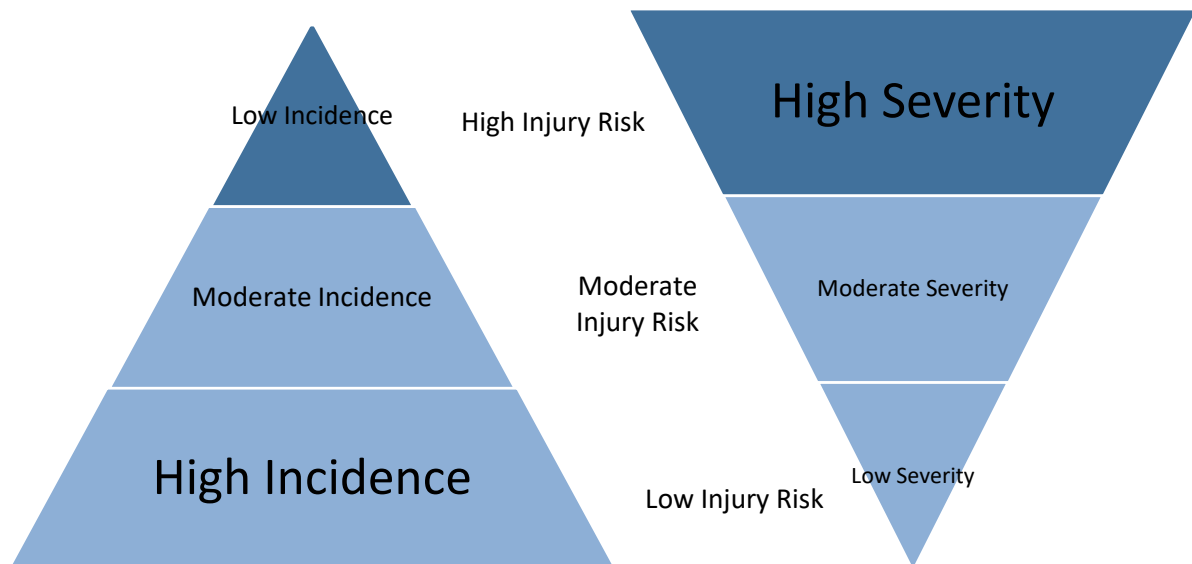 Low Incidence
High Injury Risk
High Severity
Moderate Incidence
Moderate
Injury Risk
Moderate Severity
High Incidence
Low Injury Risk
Low Severity